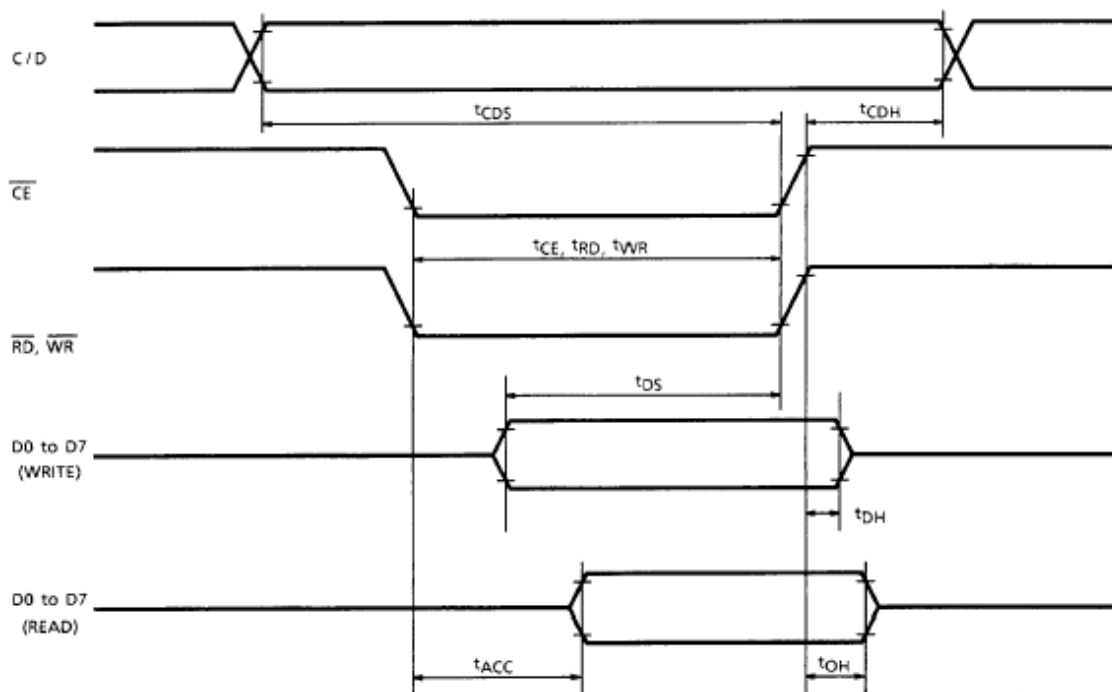 C / D
tCDS
tCDH
CE
tCE, tRD, tWR
RD, WR
tDS
D0 to D7
(WRITE)
tDH
D0 to D7
(READ)
tACC
tOH